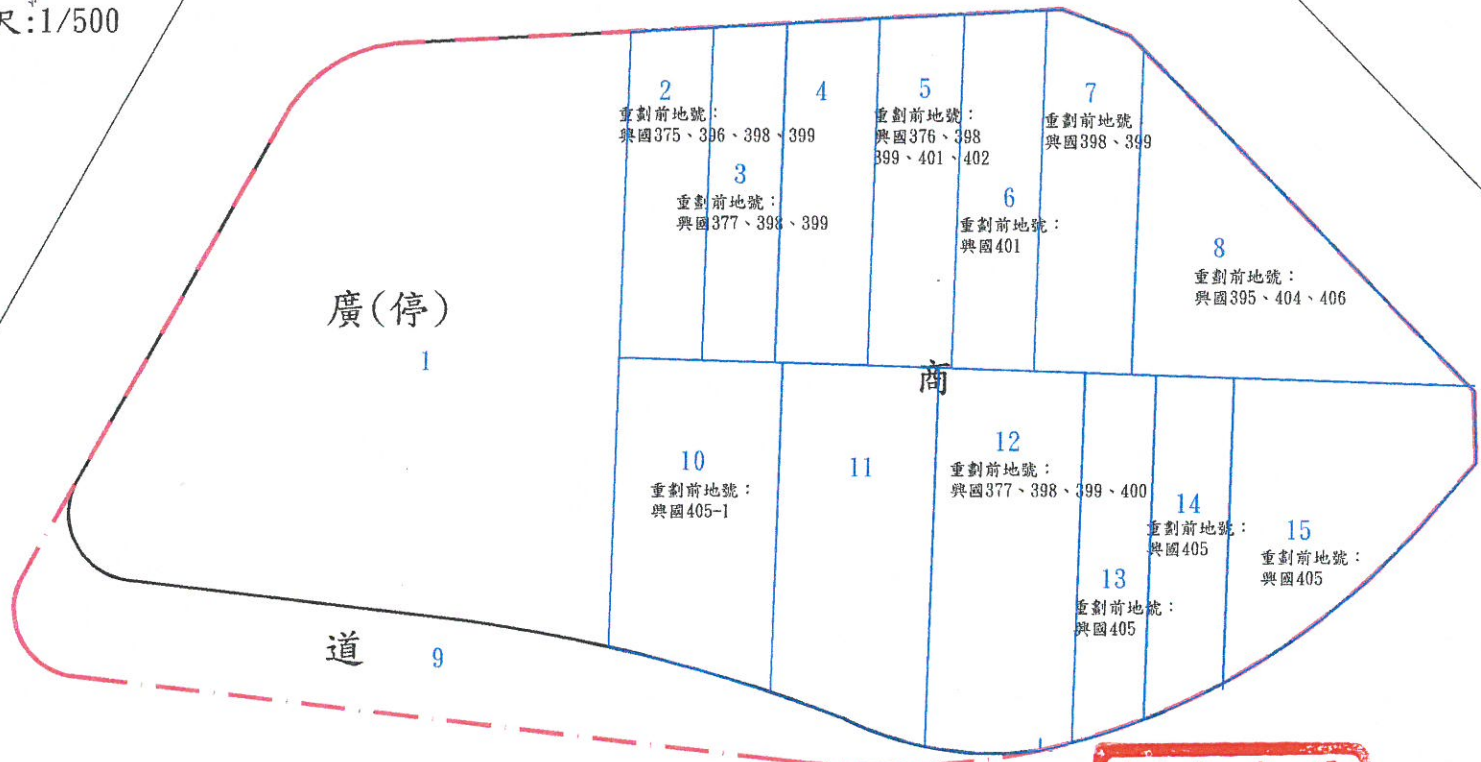 尺:1/500
2
重劃前地號：
興國375、396、398、399
3
重劃前地號：
興國377、398、399
4
5
重劃前地號：
興國376、398
399、401、402
6
重劃前地號：
興國401
7
重劃前地號
興國398、399
8
重劃前地號：
興國395、404、406
廣(停)
1
商
10
重劃前地號：
興國405-1
11
12
重劃前地號：
興國377、398、399、400
13
重劃前地號：
興國405
14
重劃前地號：
興國405
15
重劃前地號：
興國405
道
9